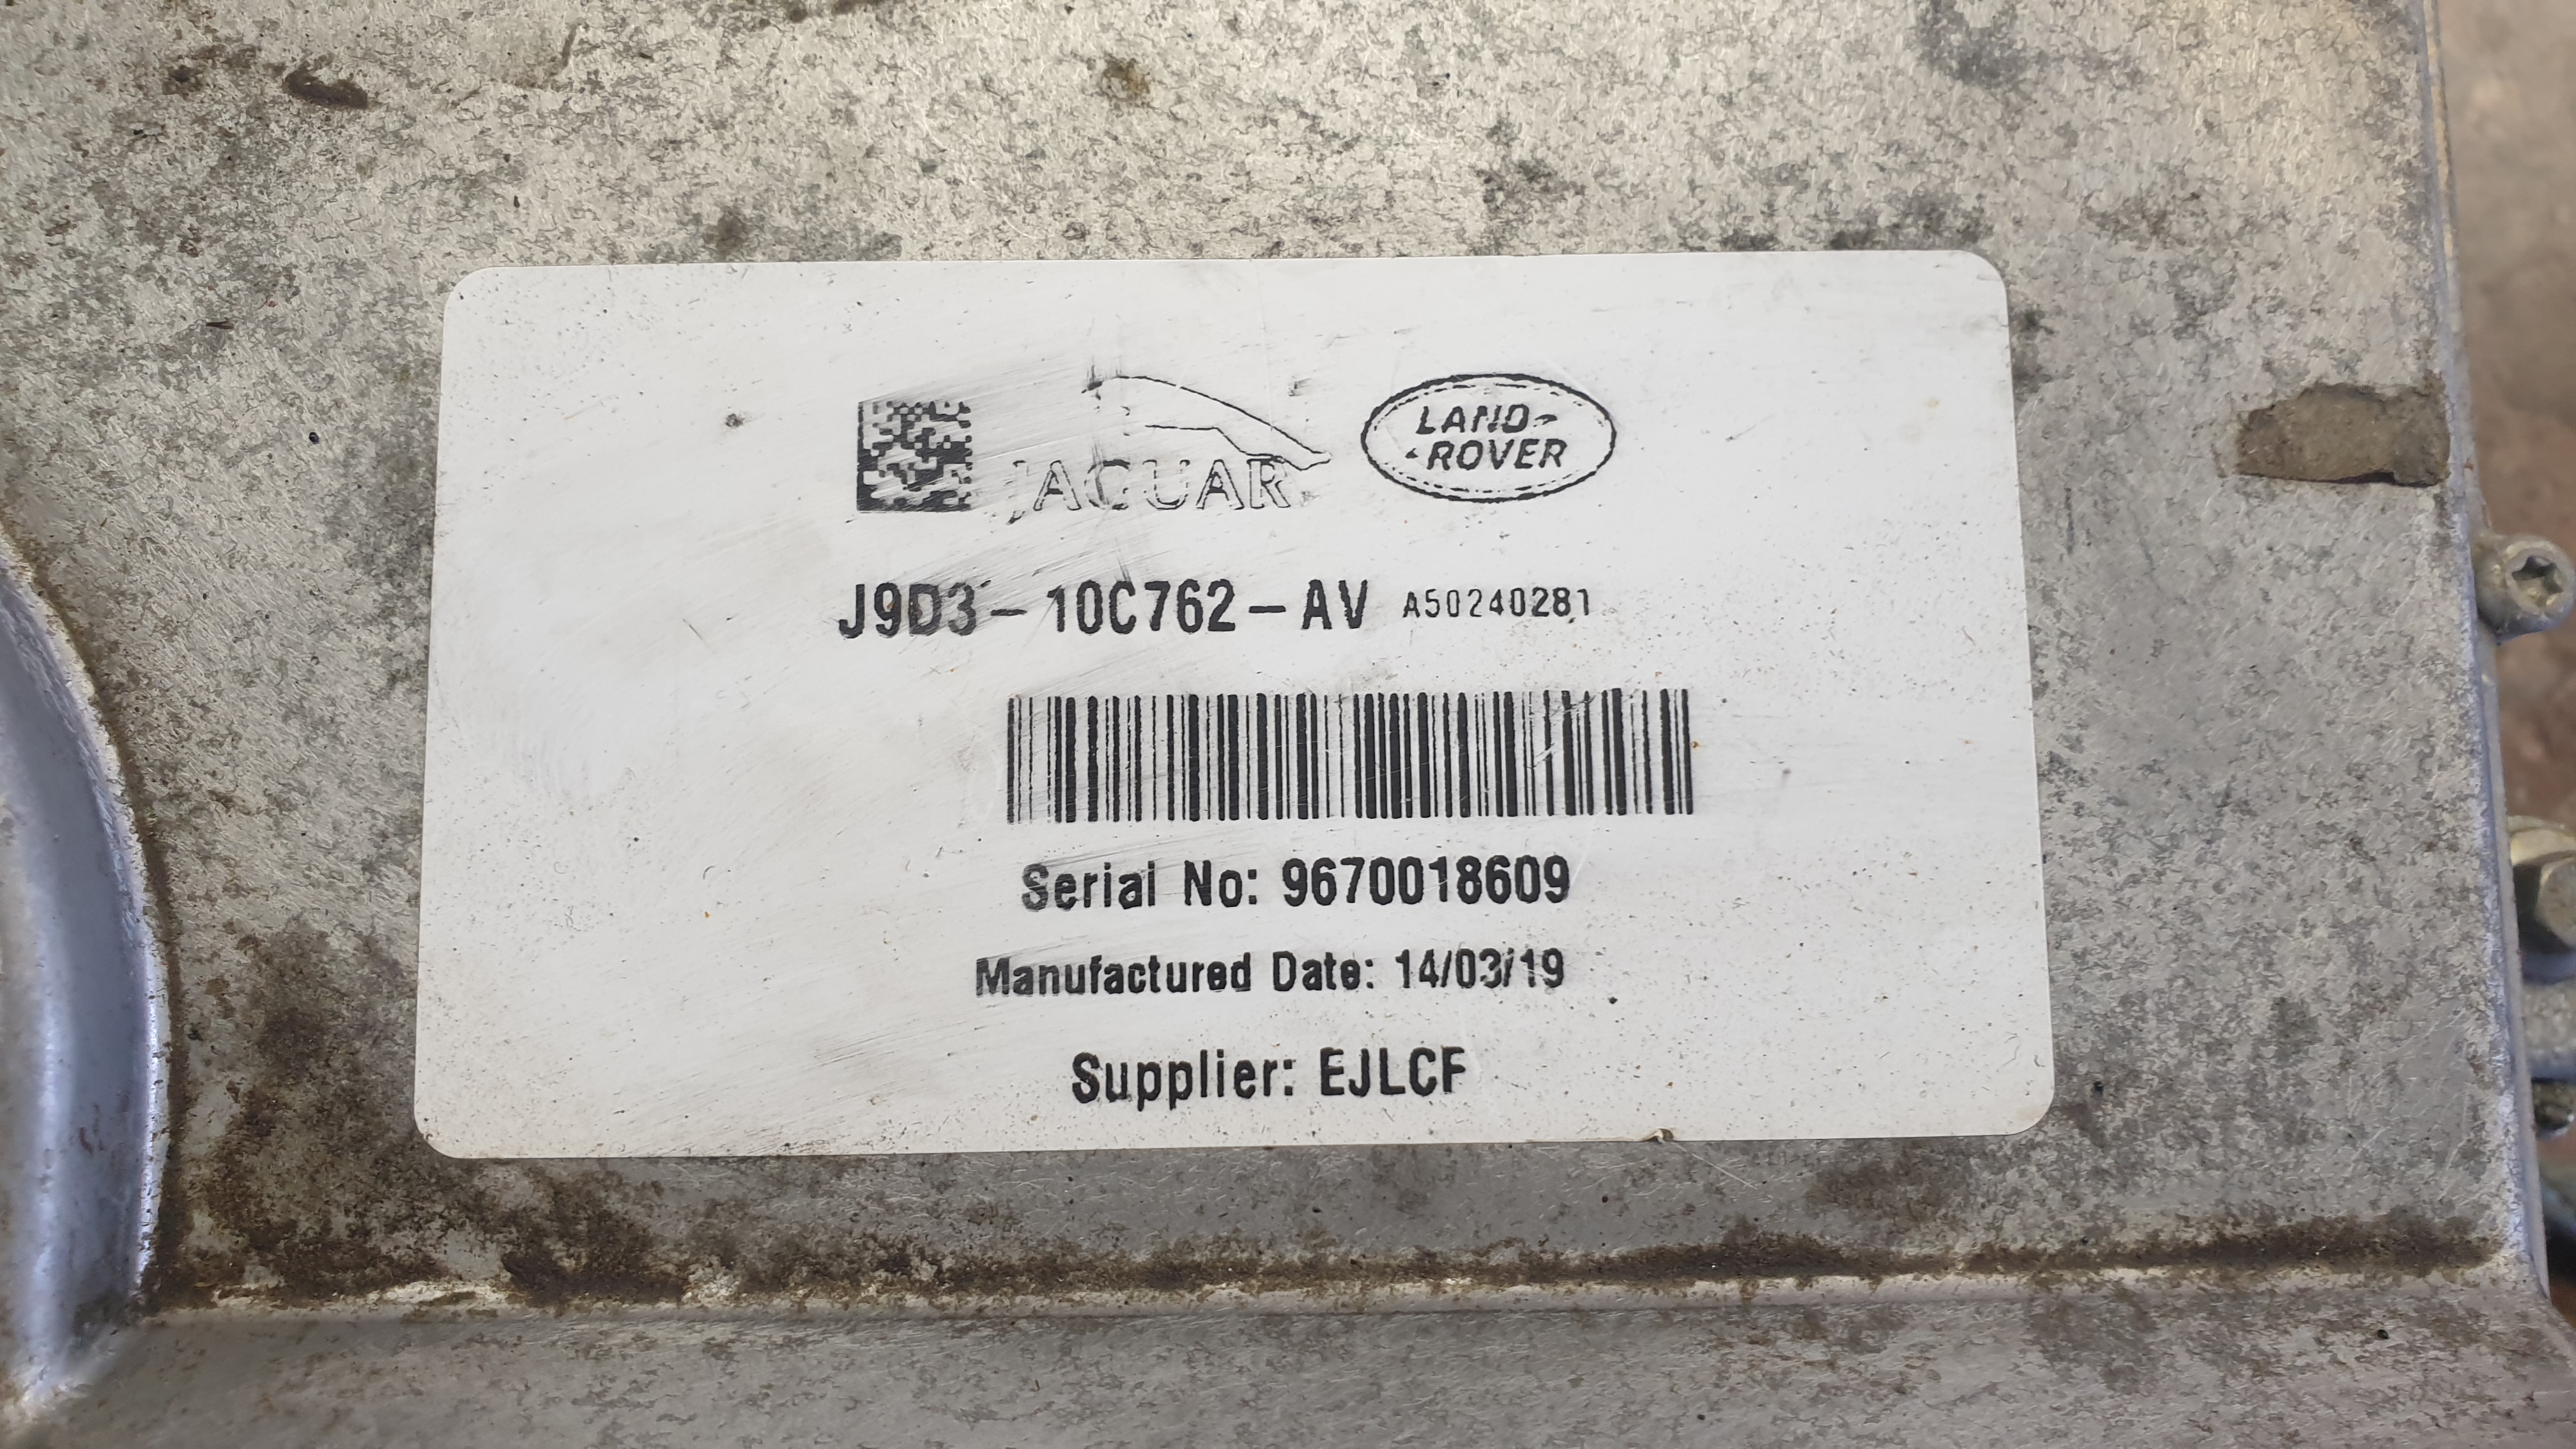 JAGUAR
LAND-
-ROVER
J9D3-10C762-AV A50240281
Serial No: 9670018609
Manufactured Date: 14/03/19
Supplier: EJLCF